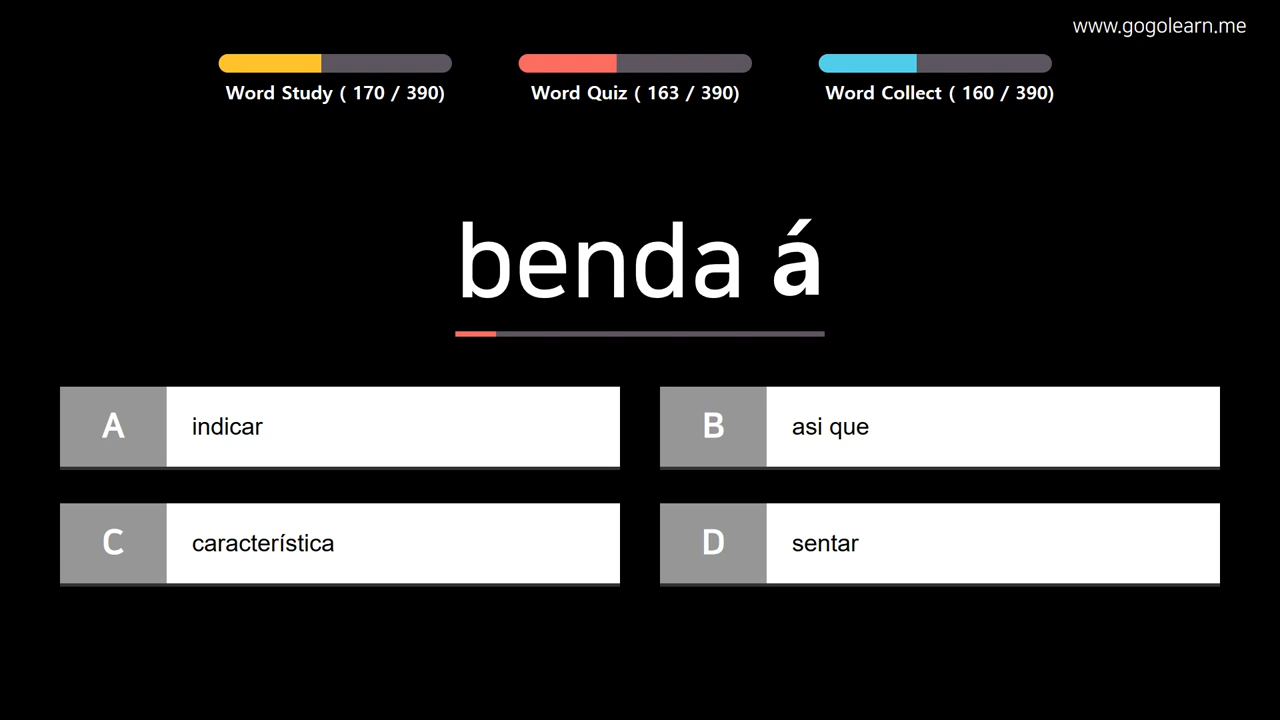 www.gogolearn.me
Word Study ( 170 / 390)
Word Quiz ( 163 / 390)
Word Collect ( 160 / 390)
benda á
A indicar
B asi que
C característica
D sentar